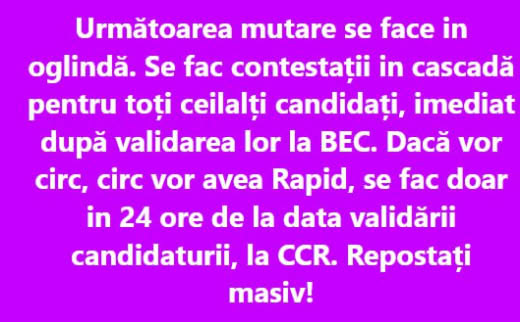 Următoarea mutare se face in
oglindă. Se fac contestații in cascadă
pentru toți ceilalți candidați, imediat
după validarea lor la BEC. Dacă vor
circ, circ vor avea Rapid, se fac doar
in 24 ore de la data validării
candidaturii, la CCR. Repostați
masiv!